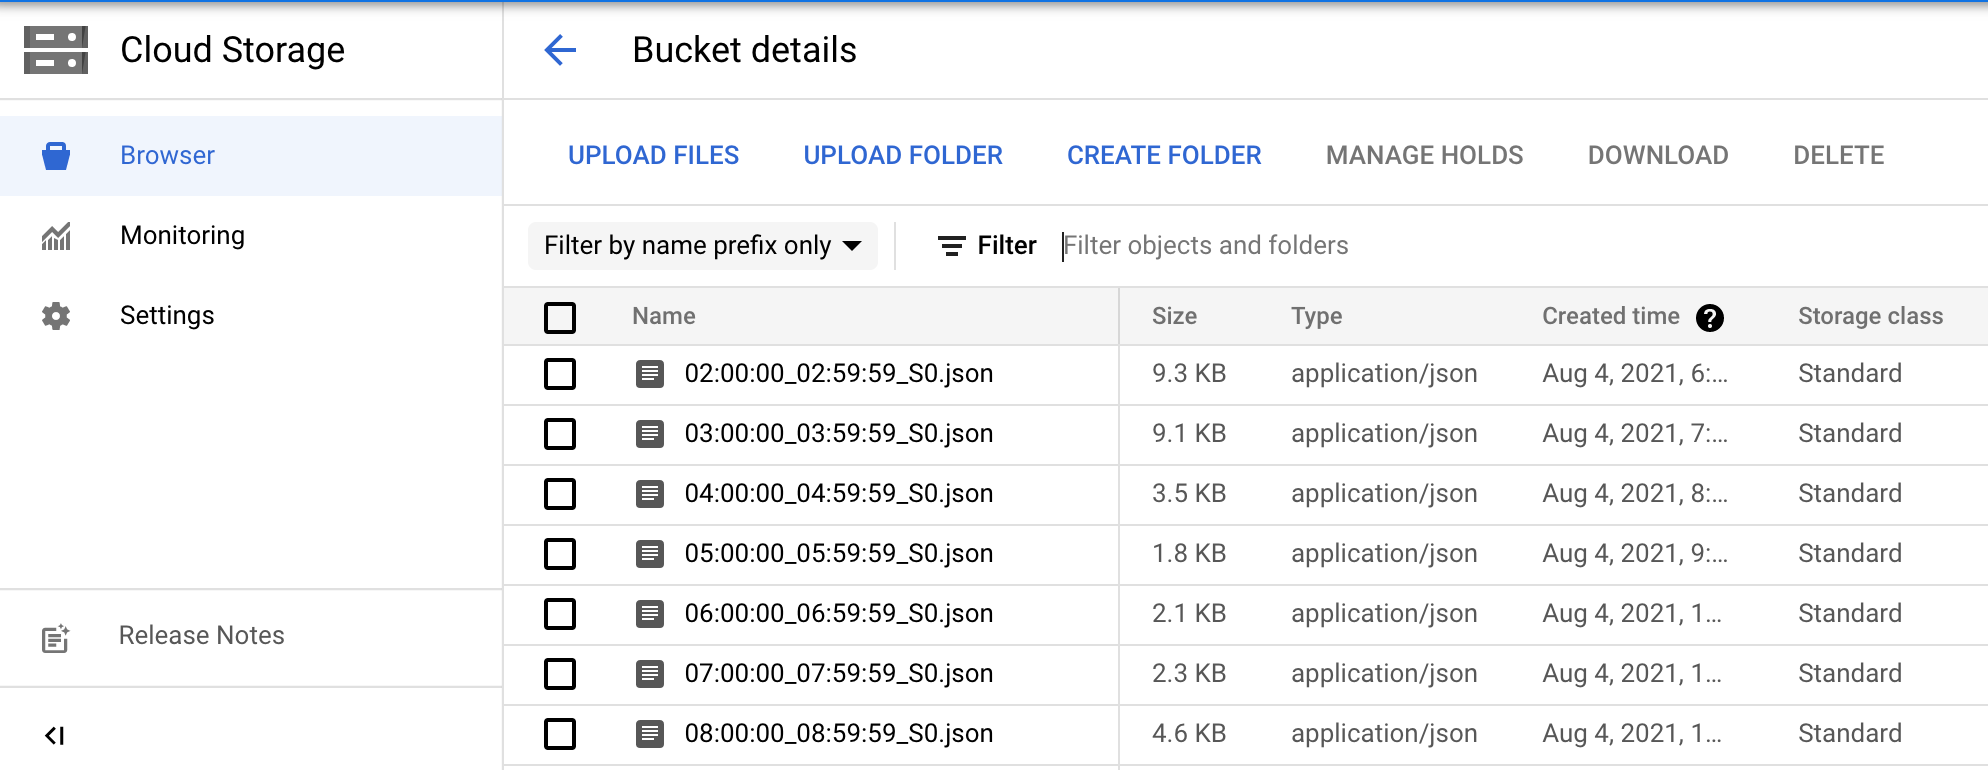 Cloud Storage
Bucket details
Browser
Monitoring
Settings
Release Notes
UPLOAD FILES UPLOAD FOLDER CREATE FOLDER MANAGE HOLDS DOWNLOAD DELETE
Filter by name prefix only Filter Filter objects and folders
Name Size Type Created time ? Storage class
02:00:00_02:59:59_S0.json 9.3 KB application/json Aug 4, 2021, 6:... Standard
03:00:00_03:59:59_S0.json 9.1 KB application/json Aug 4, 2021, 7:... Standard
04:00:00_04:59:59_S0.json 3.5 KB application/json Aug 4, 2021, 8:... Standard
05:00:00_05:59:59_S0.json 1.8 KB application/json Aug 4, 2021, 9:... Standard
06:00:00_06:59:59_S0.json 2.1 KB application/json Aug 4, 2021, 1... Standard
07:00:00_07:59:59_S0.json 2.3 KB application/json Aug 4, 2021, 1... Standard
08:00:00_08:59:59_S0.json 4.6 KB application/json Aug 4, 2021, 1... Standard